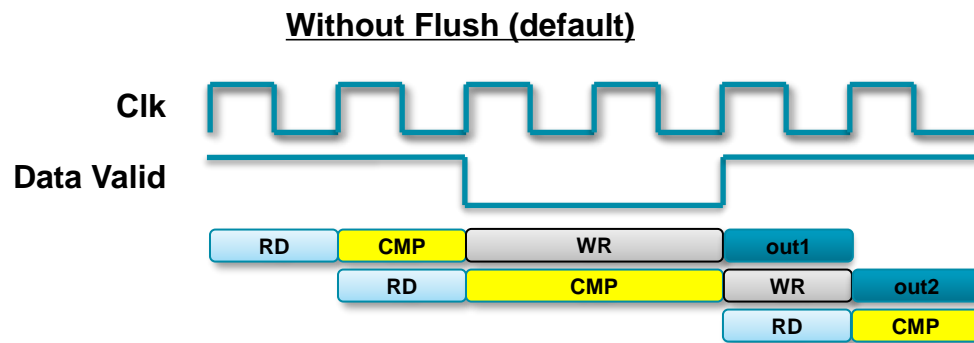 Without Flush (default)
Clk
Data Valid
RD CMP WR out1
RD CMP WR out2
RD CMP